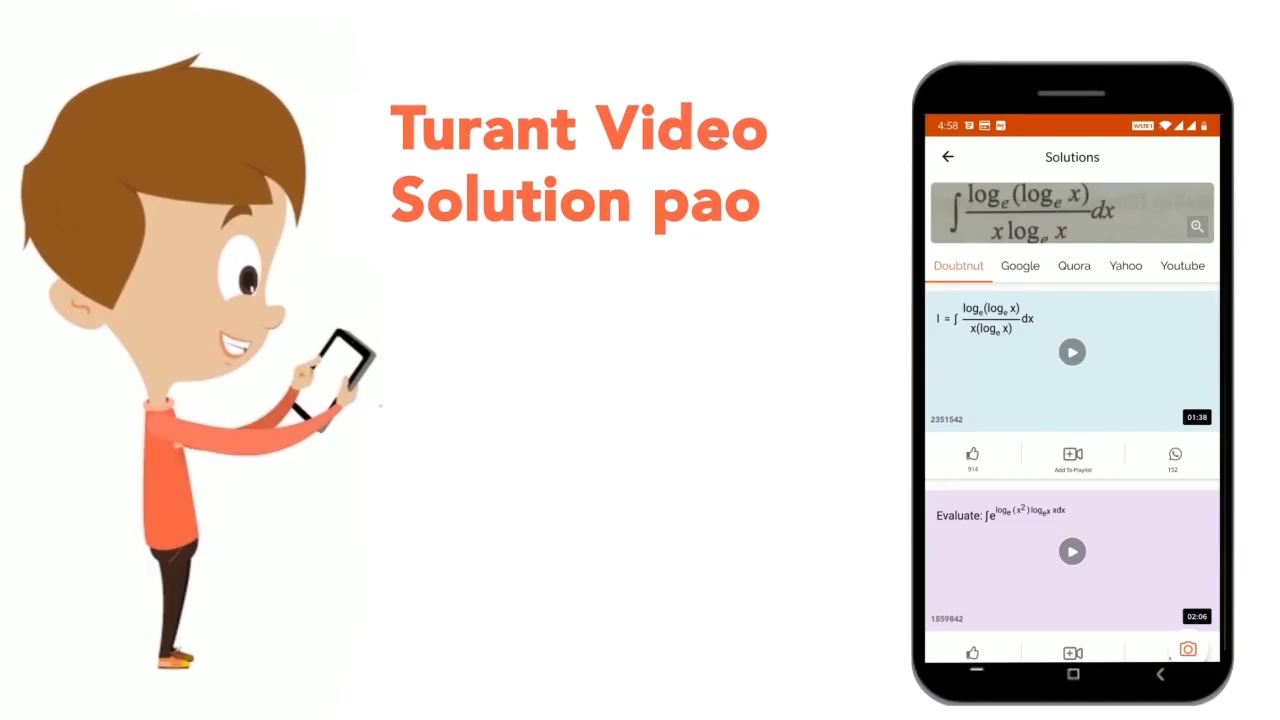 Turant Video
Solution pao
4:58
Solutions
∫ logₑ(logₑ x) / x logₑ x dx
Doubtnut Google Quora Yahoo Youtube
I = ∫ logₑ(logₑ x) / x(logₑ x) dx
2351542 01:38
914 Add To Playlist 152
Evaluate: ∫e^logₑ(x²)logₑx xdx
1859842 02:06